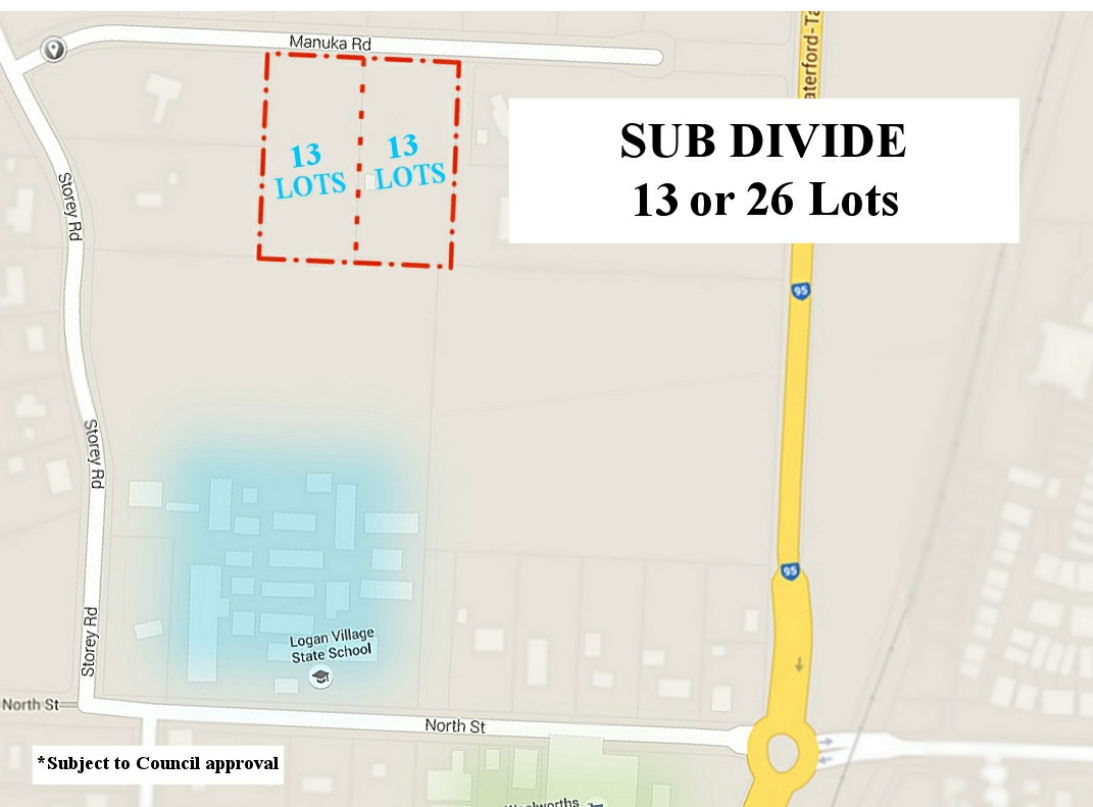 Manuka Rd
SUB DIVIDE
13 or 26 Lots
13
LOTS
13
LOTS
Storey Rd
95
Storey Rd
95
Storey Rd
Logan Village
State School
North St
North St
*Subject to Council approval